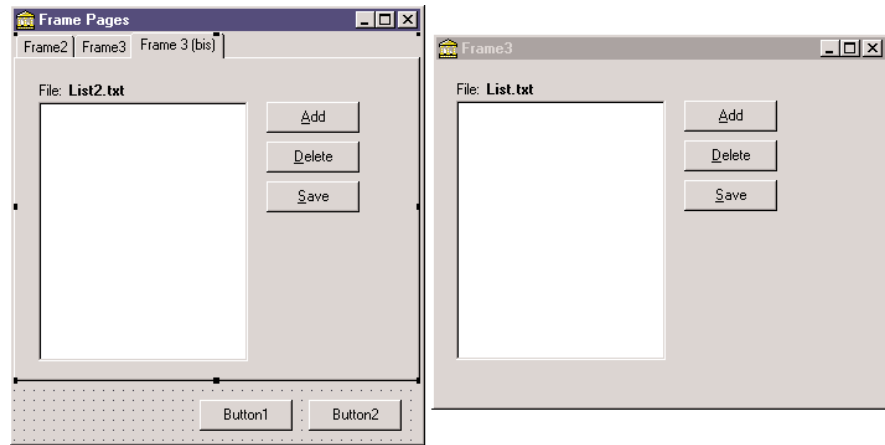 Frame Pages
Frame2 Frame3 Frame 3 (bis)
File: List2.txt
Add
Delete
Save
Button1 Button2
Frame3
File: List.txt
Add
Delete
Save